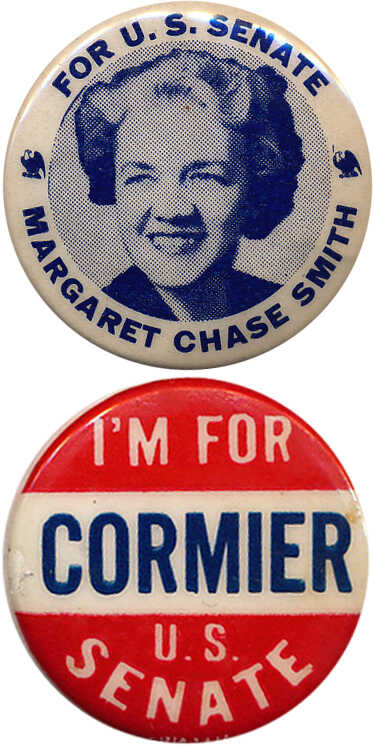 FOR U. S. SENATE
MARGARET CHASE SMITH
I'M FOR
CORMIER
U.S.
SENATE